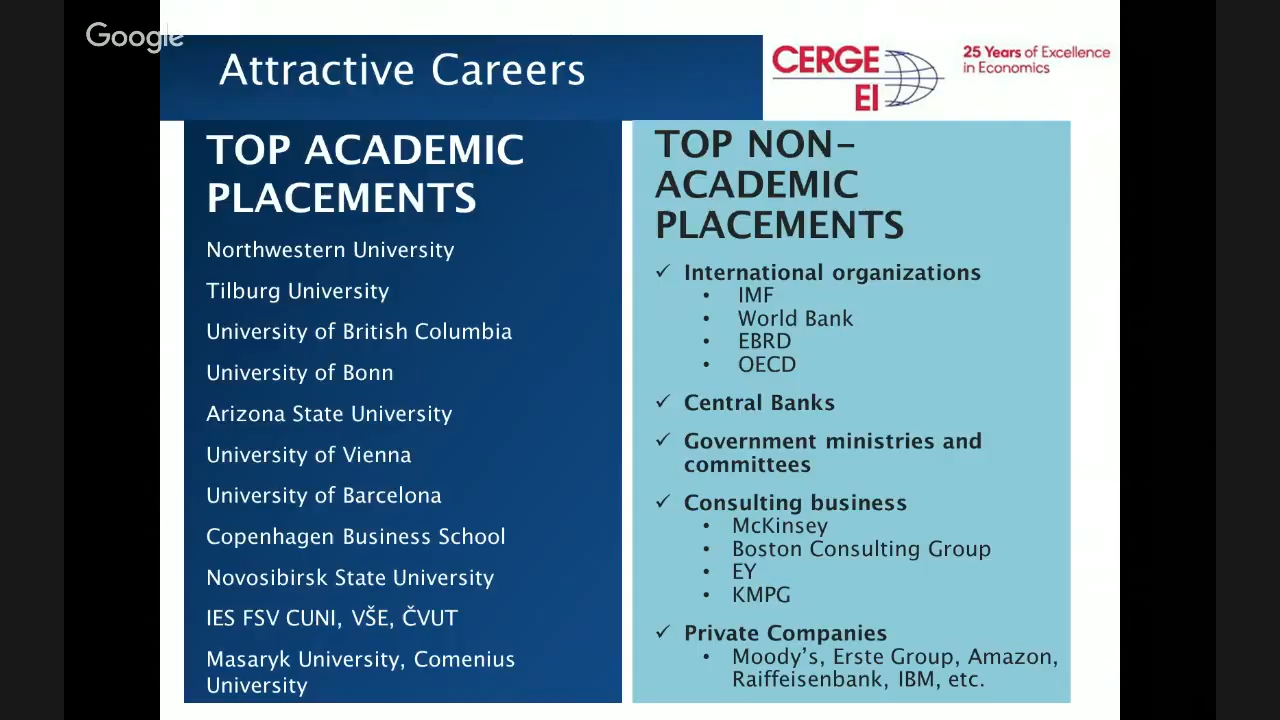 Google
Attractive Careers
CERGE
EI
25 Years of Excellence
in Economics
TOP ACADEMIC
PLACEMENTS
Northwestern University
Tilburg University
University of British Columbia
University of Bonn
Arizona State University
University of Vienna
University of Barcelona
Copenhagen Business School
Novosibirsk State University
IES FSV CUNI, VŠE, ČVUT
Masaryk University, Comenius
University
TOP NON-
ACADEMIC
PLACEMENTS
✓ International organizations
• IMF
• World Bank
• EBRD
• OECD
✓ Central Banks
✓ Government ministries and
committees
✓ Consulting business
• McKinsey
• Boston Consulting Group
• EY
• KMPG
✓ Private Companies
• Moody's, Erste Group, Amazon,
Raiffeisenbank, IBM, etc.